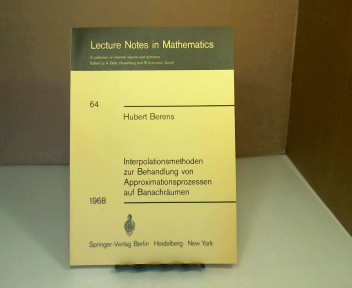 Lecture Notes in Mathematics
A collection of informal reports and seminars
Edited by A. Dold, Heidelberg and B. Eckmann, Zürich
64
Hubert Berens
Interpolationsmethoden
zur Behandlung von
Approximationsprozessen
auf Banachräumen
1968
Springer-Verlag Berlin · Heidelberg · New York